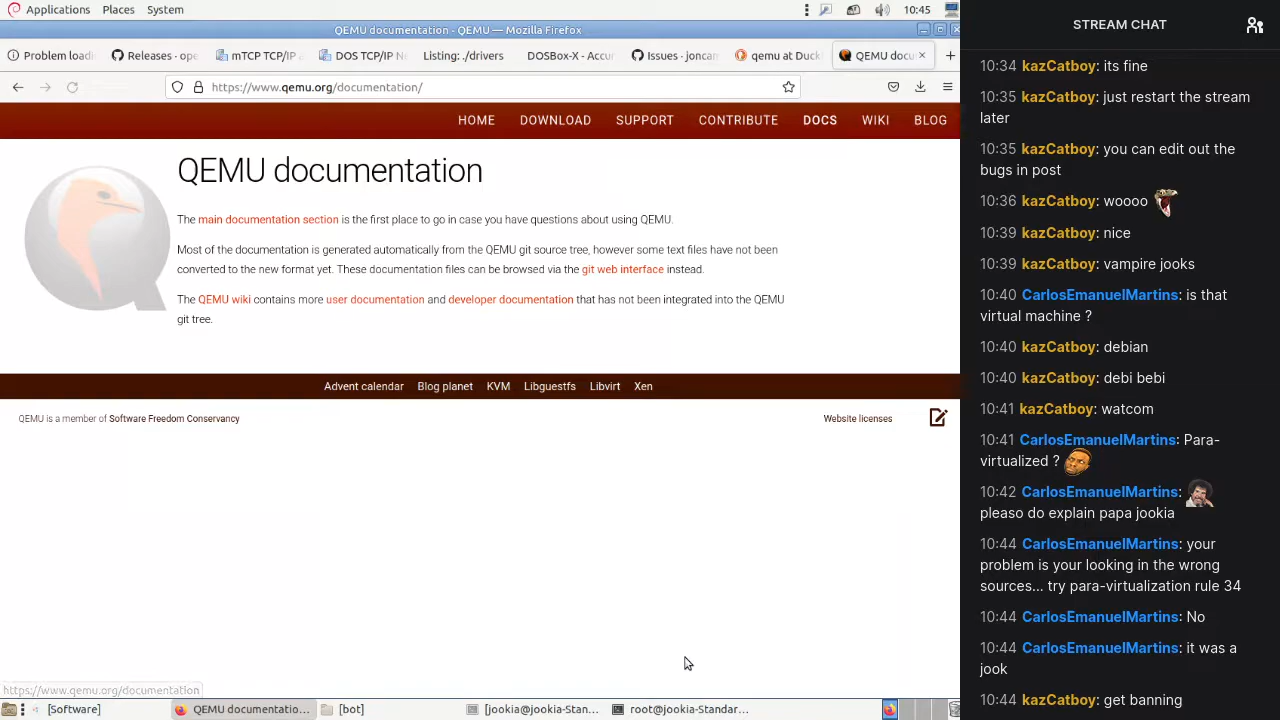 Applications Places System 10:45
QEMU documentation - QEMU — Mozilla Firefox
Problem loadi Releases · ope mTCP TCP/IP DOS TCP/IP N Listing: ./drivers DOSBox-X - Accur Issues · joncam qemu at Duck QEMU docu
https://www.qemu.org/documentation/
HOME DOWNLOAD SUPPORT CONTRIBUTE DOCS WIKI BLOG
QEMU documentation
The main documentation section is the first place to go in case you have questions about using QEMU.
Most of the documentation is generated automatically from the QEMU git source tree, however some text files have not been
converted to the new format yet. These documentation files can be browsed via the git web interface instead.
The QEMU wiki contains more user documentation and developer documentation that has not been integrated into the QEMU
git tree.
Advent calendar Blog planet KVM Libguestfs Libvirt Xen
QEMU is a member of Software Freedom Conservancy Website licenses
https://www.qemu.org/documentation
[Software] QEMU documentatio... [jookia@jookia-Stan... root@jookia-Standar...
STREAM CHAT
10:34 kazCatboy: its fine
10:35 kazCatboy: just restart the stream
later
10:35 kazCatboy: you can edit out the
bugs in post
10:36 kazCatboy: woooo
10:39 kazCatboy: nice
10:39 kazCatboy: vampire jooks
10:40 CarlosEmanuelMartins: is that
virtual machine ?
10:40 kazCatboy: debian
10:40 kazCatboy: debi bebi
10:41 kazCatboy: watcom
10:41 CarlosEmanuelMartins: Para-
virtualized ?
10:42 CarlosEmanuelMartins:
pleaso do explain papa jookia
10:44 CarlosEmanuelMartins: your
problem is your looking in the wrong
sources... try para-virtualization rule 34
10:44 CarlosEmanuelMartins: No
10:44 CarlosEmanuelMartins: it was a
jook
10:44 kazCatboy: get banning